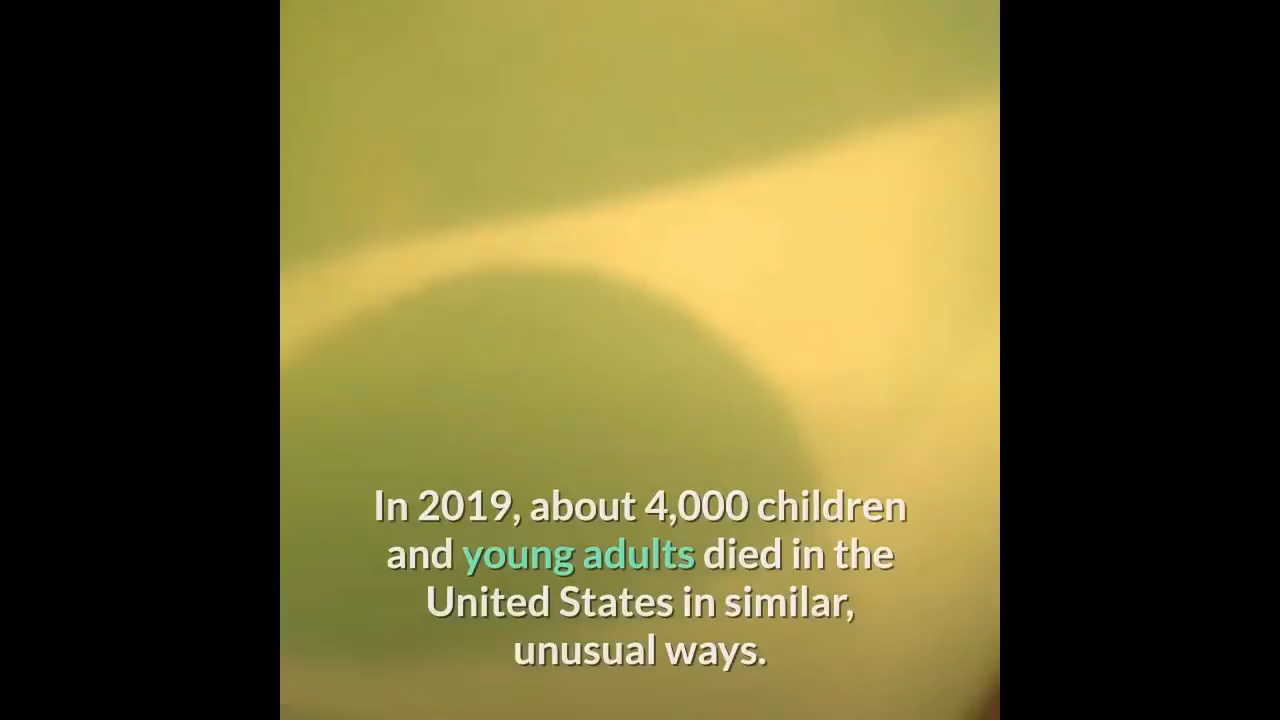 In 2019, about 4,000 children
and young adults died in the
United States in similar,
unusual ways.